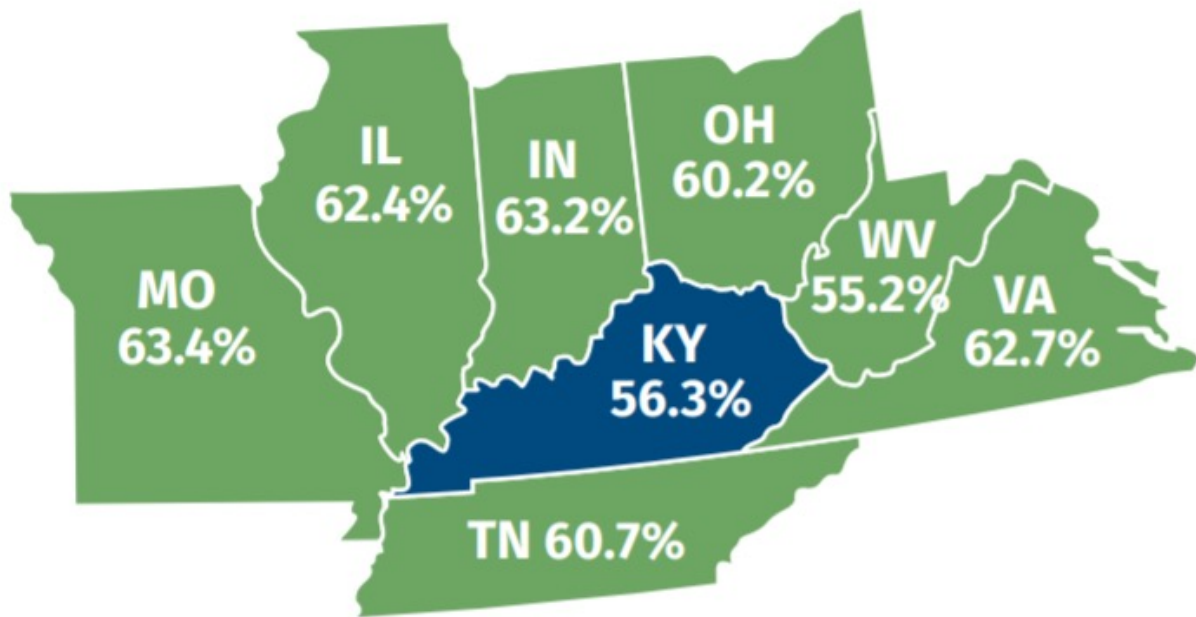 IL
62.4%
IN
63.2%
OH
60.2%
MO
63.4%
WV
55.2%
VA
62.7%
KY
56.3%
TN 60.7%